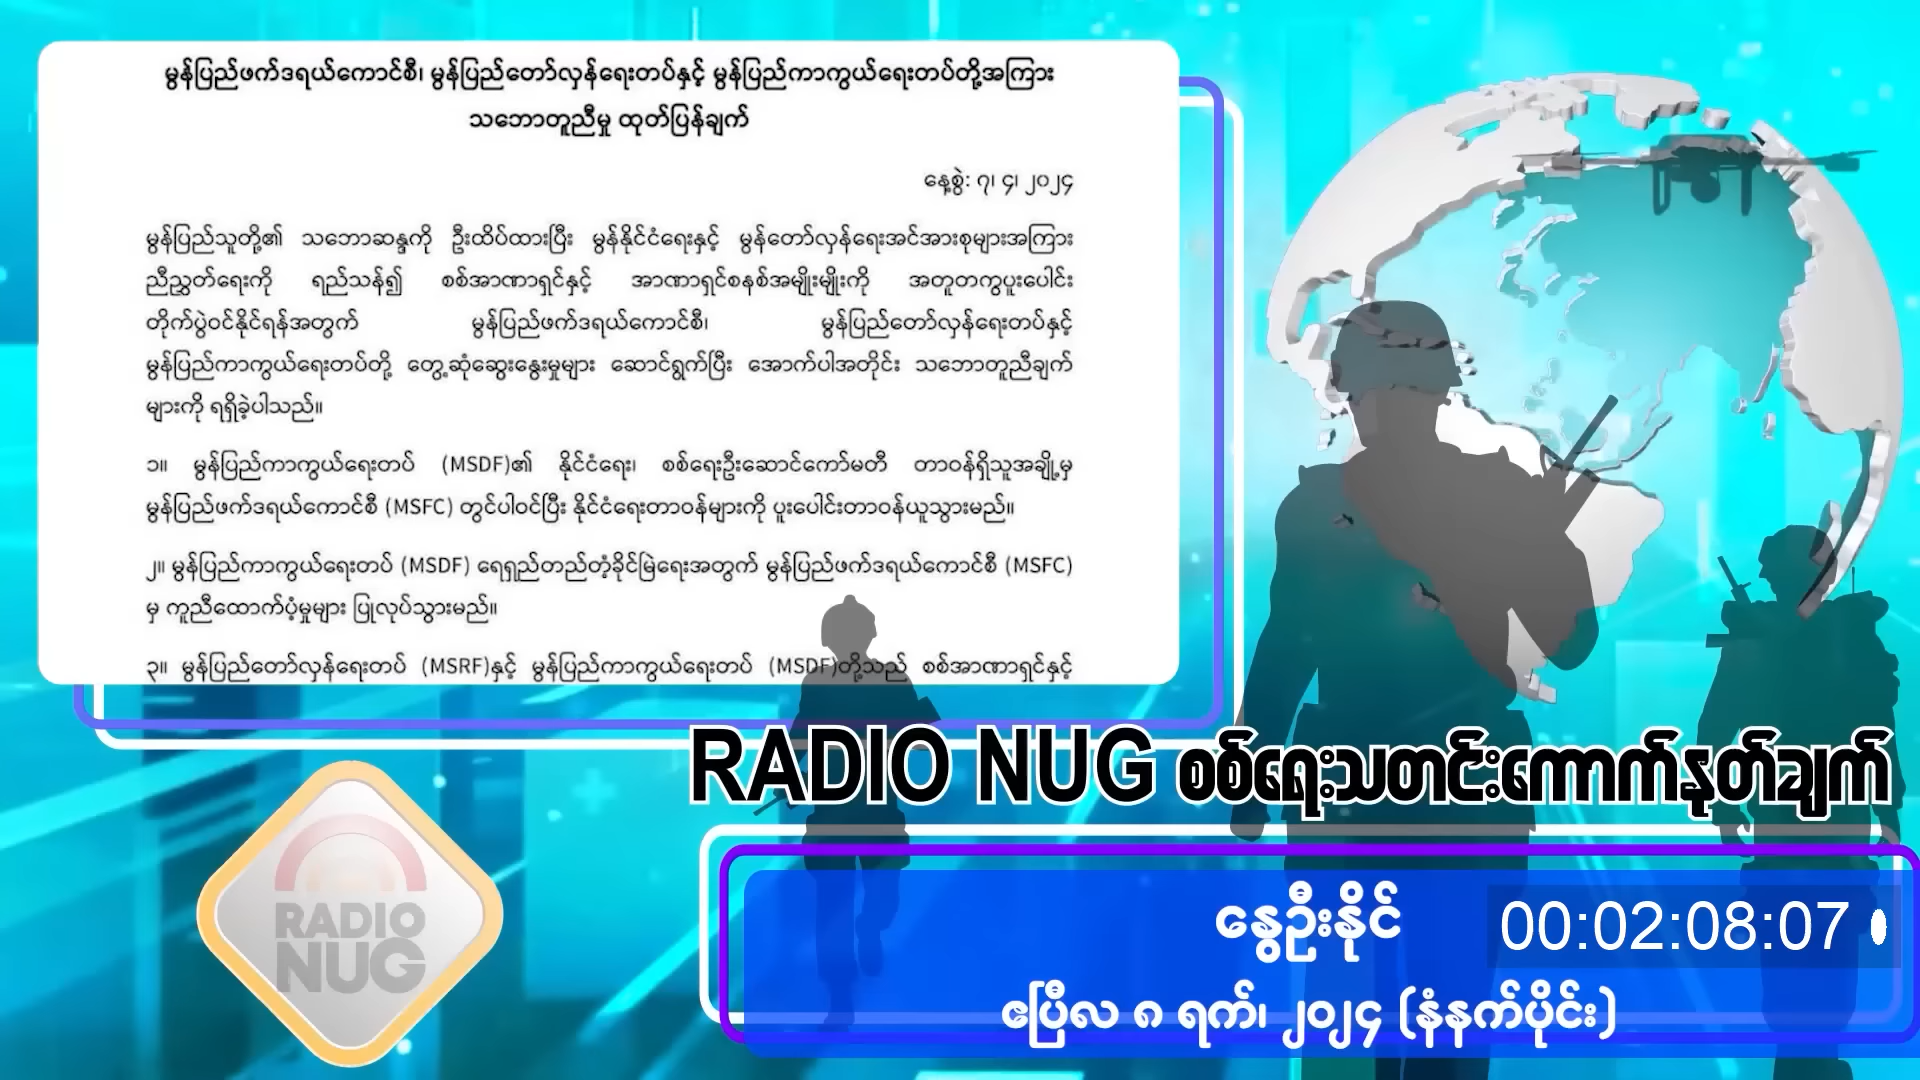 မွန်ပြည်ဖက်ဒရယ်ကောင်စီ၊ မွန်ပြည်တော်လှန်ရေးတပ်နှင့် မွန်ပြည်ကာကွယ်ရေးတပ်တို့အကြား
သဘောတူညီမှု ထုတ်ပြန်ချက်
နေ့စွဲ: ၇၊ ၄၊ ၂၀၂၄
မွန်ပြည်သူတို့၏ သဘောဆန္ဒကို ဦးထိပ်ထားပြီး မွန်နိုင်ငံရေးနှင့် မွန်တော်လှန်ရေးအင်အားစုများအကြား
ညီညွှတ်ရေးကို ရည်သန်၍ စစ်အာဏာရှင်နှင့် အာဏာရှင်စနစ်အမျိုးမျိုးကို အတူတကွပူးပေါင်း
တိုက်ပွဲဝင်နိုင်ရန်အတွက် မွန်ပြည်ဖက်ဒရယ်ကောင်စီ၊ မွန်ပြည်တော်လှန်ရေးတပ်နှင့်
မွန်ပြည်ကာကွယ်ရေးတပ်တို့ တွေ့ဆုံဆွေးနွေးမှုများ ဆောင်ရွက်ပြီး အောက်ပါအတိုင်း သဘောတူညီချက်
များကို ရရှိခဲ့ပါသည်။
၁။ မွန်ပြည်ကာကွယ်ရေးတပ် (MSDF)၏ နိုင်ငံရေး၊ စစ်ရေးဦးဆောင်ကော်မတီ တာဝန်ရှိသူအချို့မှ
မွန်ပြည်ဖက်ဒရယ်ကောင်စီ (MSFC) တွင်ပါဝင်ပြီး နိုင်ငံရေးတာဝန်များကို ပူးပေါင်းတာဝန်ယူသွားမည်။
၂။ မွန်ပြည်ကာကွယ်ရေးတပ် (MSDF) ရေရှည်တည်တံ့ခိုင်မြဲရေးအတွက် မွန်ပြည်ဖက်ဒရယ်ကောင်စီ (MSFC)
မှ ကူညီထောက်ပံ့မှုများ ပြုလုပ်သွားမည်။
၃။ မွန်ပြည်တော်လှန်ရေးတပ် (MSRF)နှင့် မွန်ပြည်ကာကွယ်ရေးတပ် (MSDF)တို့သည် စစ်အာဏာရှင်နှင့်
RADIO NUG စစ်ရေးသတင်းကောက်နုတ်ချက်
RADIO
NUG
နွေဦးနိုင် 00:02:08:07
ဧပြီလ ၈ ရက်၊ ၂၀၂၄ (နံနက်ပိုင်း)